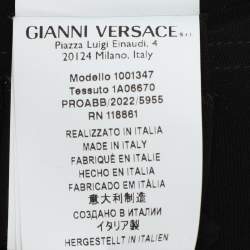 GIANNI VERSACE S.r.l.
Piazza Luigi Einaudi, 4
20124 Milano, Italy
Modello 1001347
Tessuto 1A06670
PROABB/2022/5955
RN 118661
REALIZZATO IN ITALIA
MADE IN ITALY
FABRIQUÉ EN ITALIE
HECHO EN ITALIA
FABRICADO EM ITÀLIA
意大利制造
СОЗДАНО В ИТАЛИИ
イタリア製
HERGESTELLT IN ITALIEN